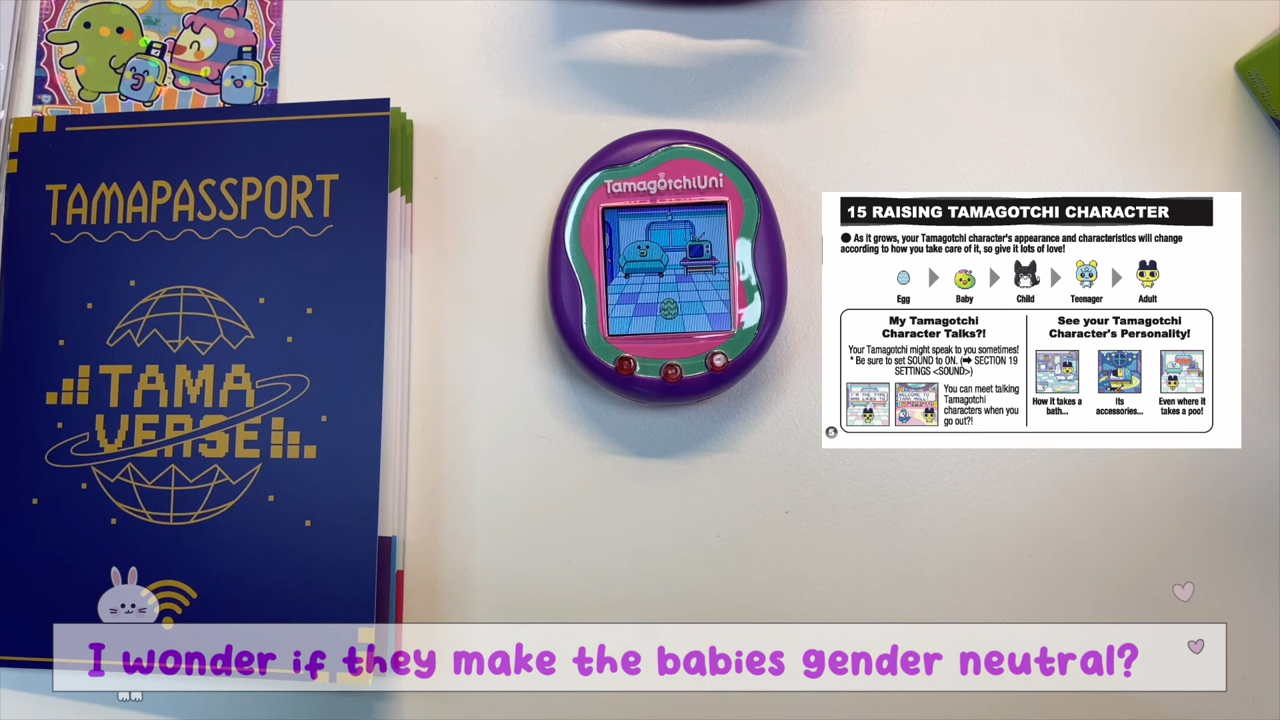 TAMAPASSPORT
TAMA
VERSE
TamagotchiUni
15 RAISING TAMAGOTCHI CHARACTER
● As it grows, your Tamagotchi character's appearance and characteristics will change
according to how you take care of it, so give it lots of love!
Egg
Baby
Child
Teenager
Adult
My Tamagotchi
Character Talks?!
Your Tamagotchi might speak to you sometimes!
* Be sure to set SOUND to ON. (➡ SECTION 19
SETTINGS <SOUND>)
You can meet talking
Tamagotchi
characters when you
go out?!
See your Tamagotchi
Character's Personality!
How it takes a
bath...
Its
accessories...
Even where it
takes a poo!
5
I wonder if they make the babies gender neutral?